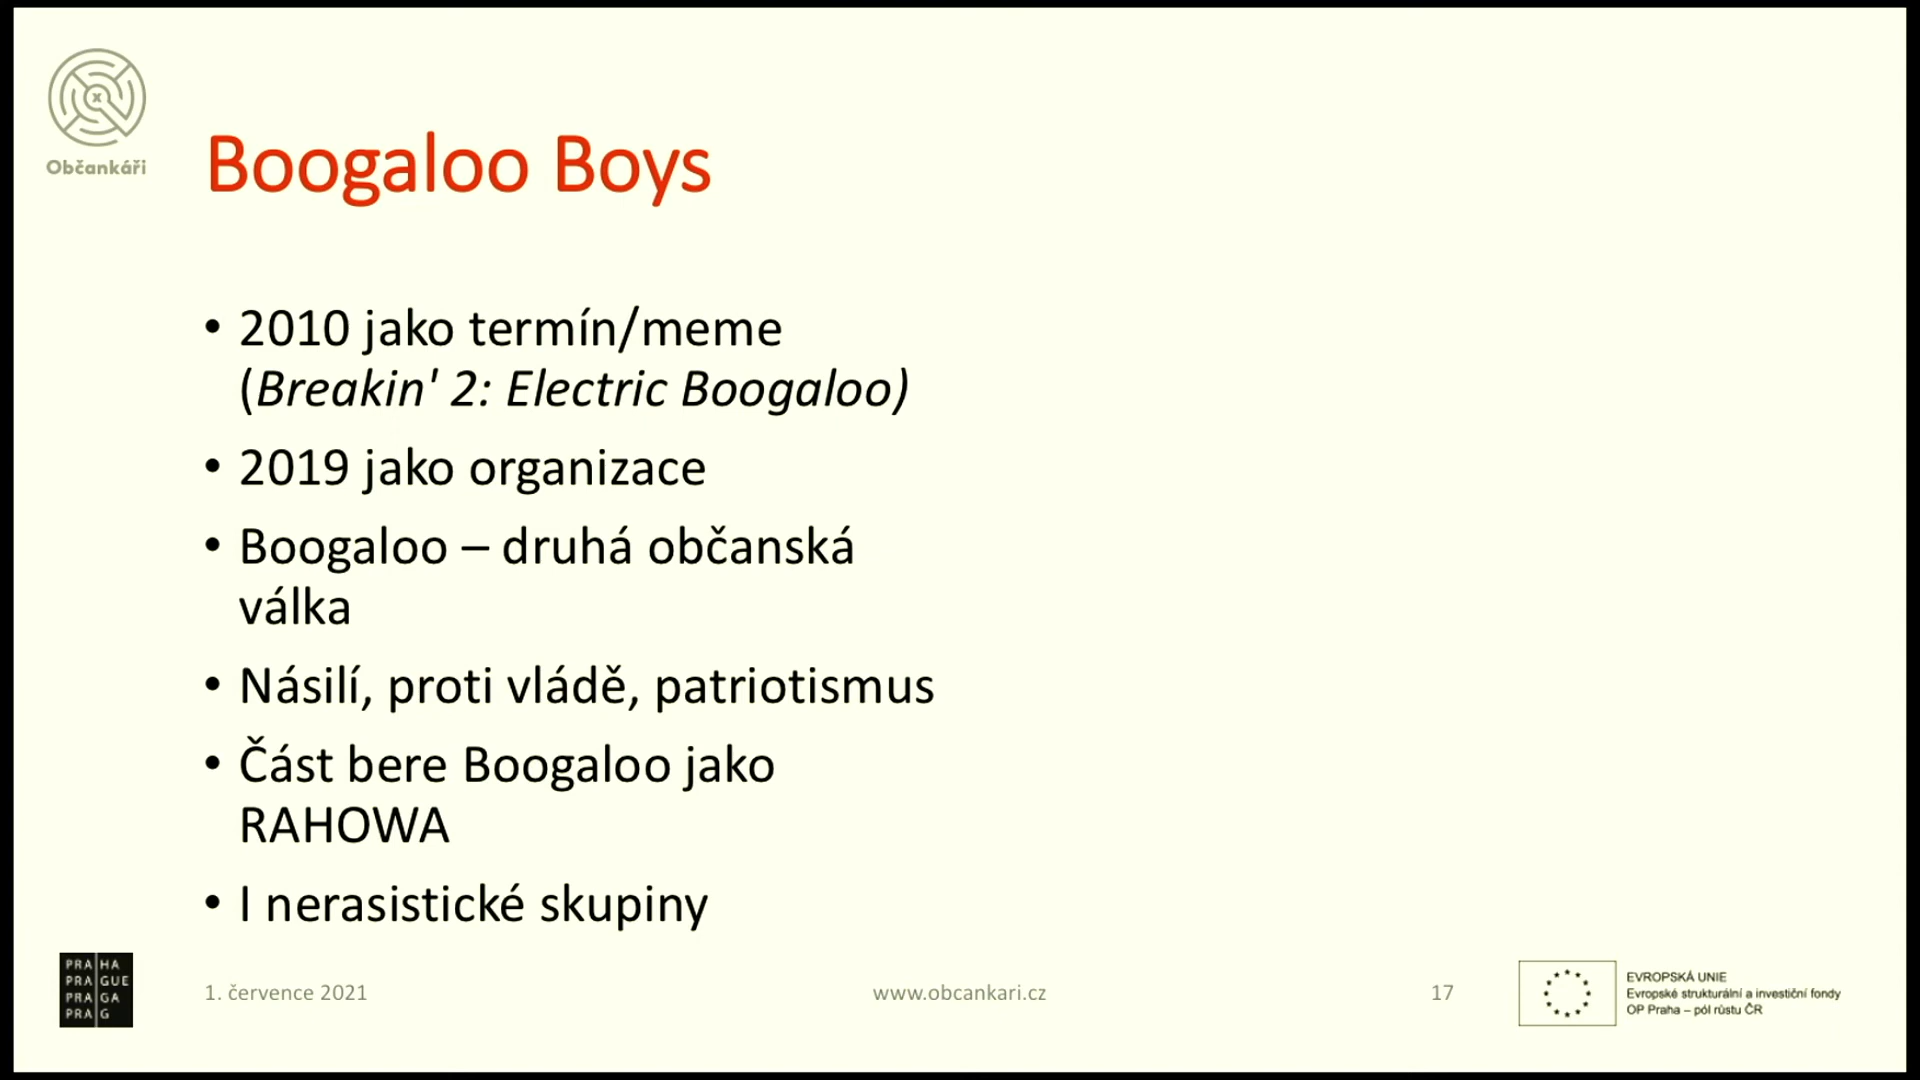 Občankáři
Boogaloo Boys
• 2010 jako termín/meme
(Breakin' 2: Electric Boogaloo)
• 2019 jako organizace
• Boogaloo – druhá občanská
válka
• Násilí, proti vládě, patriotismus
• Část bere Boogaloo jako
RAHOWA
• I nerasistické skupiny
PRA HA
PRA GUE
PRA GA
PRA G
1. července 2021
www.obcankari.cz
17
EVROPSKÁ UNIE
Evropské strukturální a investiční fondy
OP Praha – pól růstu ČR